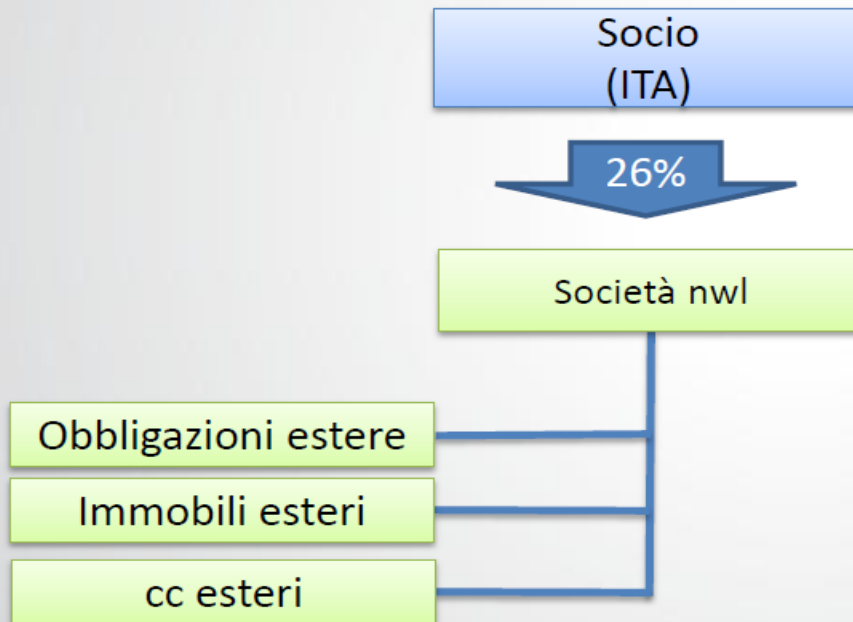 Socio
(ITA)
26%
Società nwl
Obbligazioni estere
Immobili esteri
cc esteri